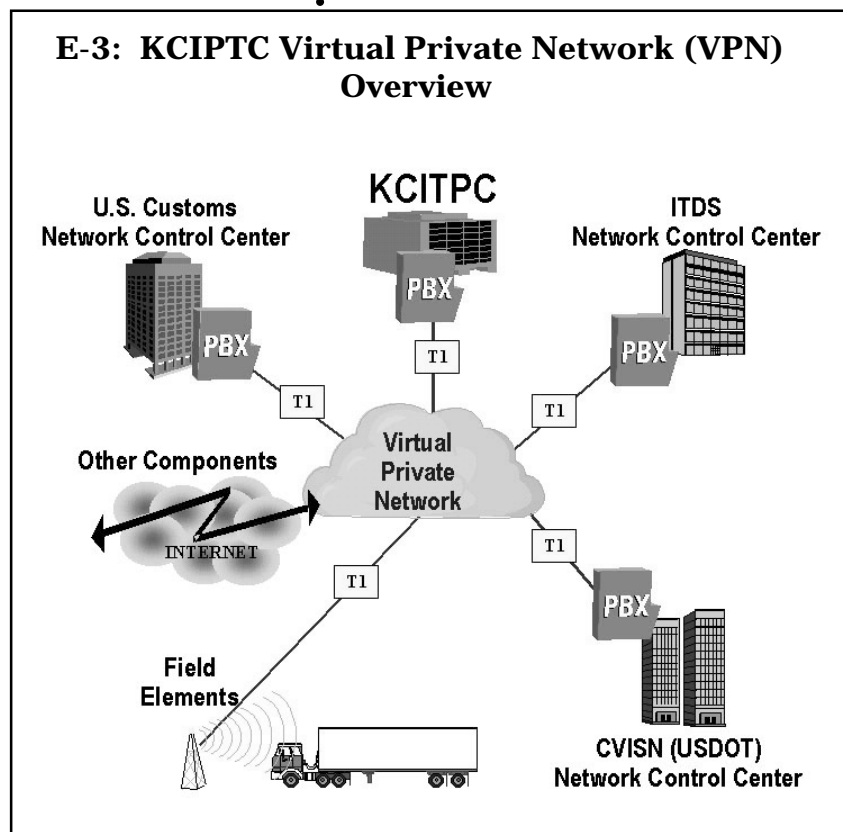 E-3: KCIPTC Virtual Private Network (VPN)
Overview
KCITPC
U.S. Customs
Network Control Center
ITDS
Network Control Center
PBX
PBX
PBX
T1
T1
T1
Virtual
Private
Network
Other Components
INTERNET
T1
T1
PBX
Field
Elements
CVISN (USDOT)
Network Control Center